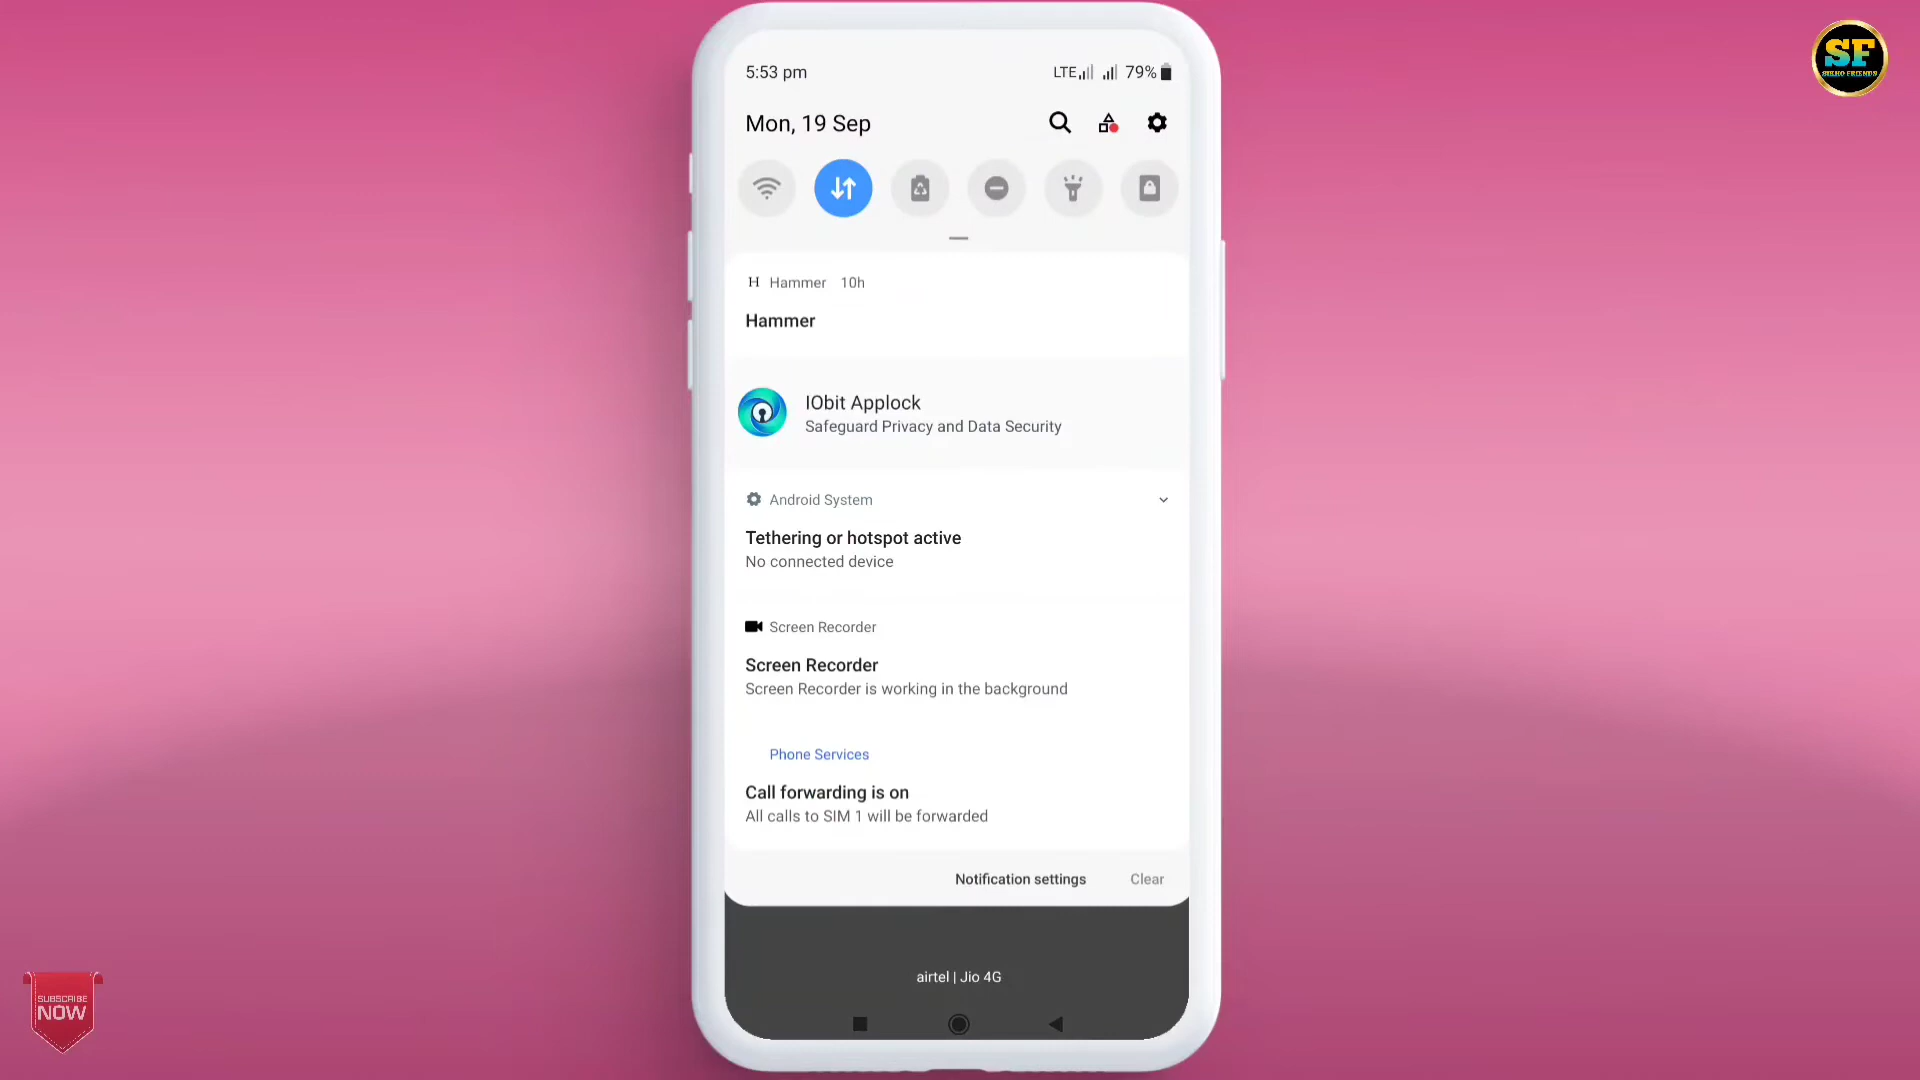 SF
SIKHO FRIENDS
5:53 pm
LTE 79%
Mon, 19 Sep
H Hammer 10h
Hammer
IObit Applock
Safeguard Privacy and Data Security
Android System
Tethering or hotspot active
No connected device
Screen Recorder
Screen Recorder
Screen Recorder is working in the background
Phone Services
Call forwarding is on
All calls to SIM 1 will be forwarded
Notification settings Clear
airtel | Jio 4G
SUBSCRIBE
NOW